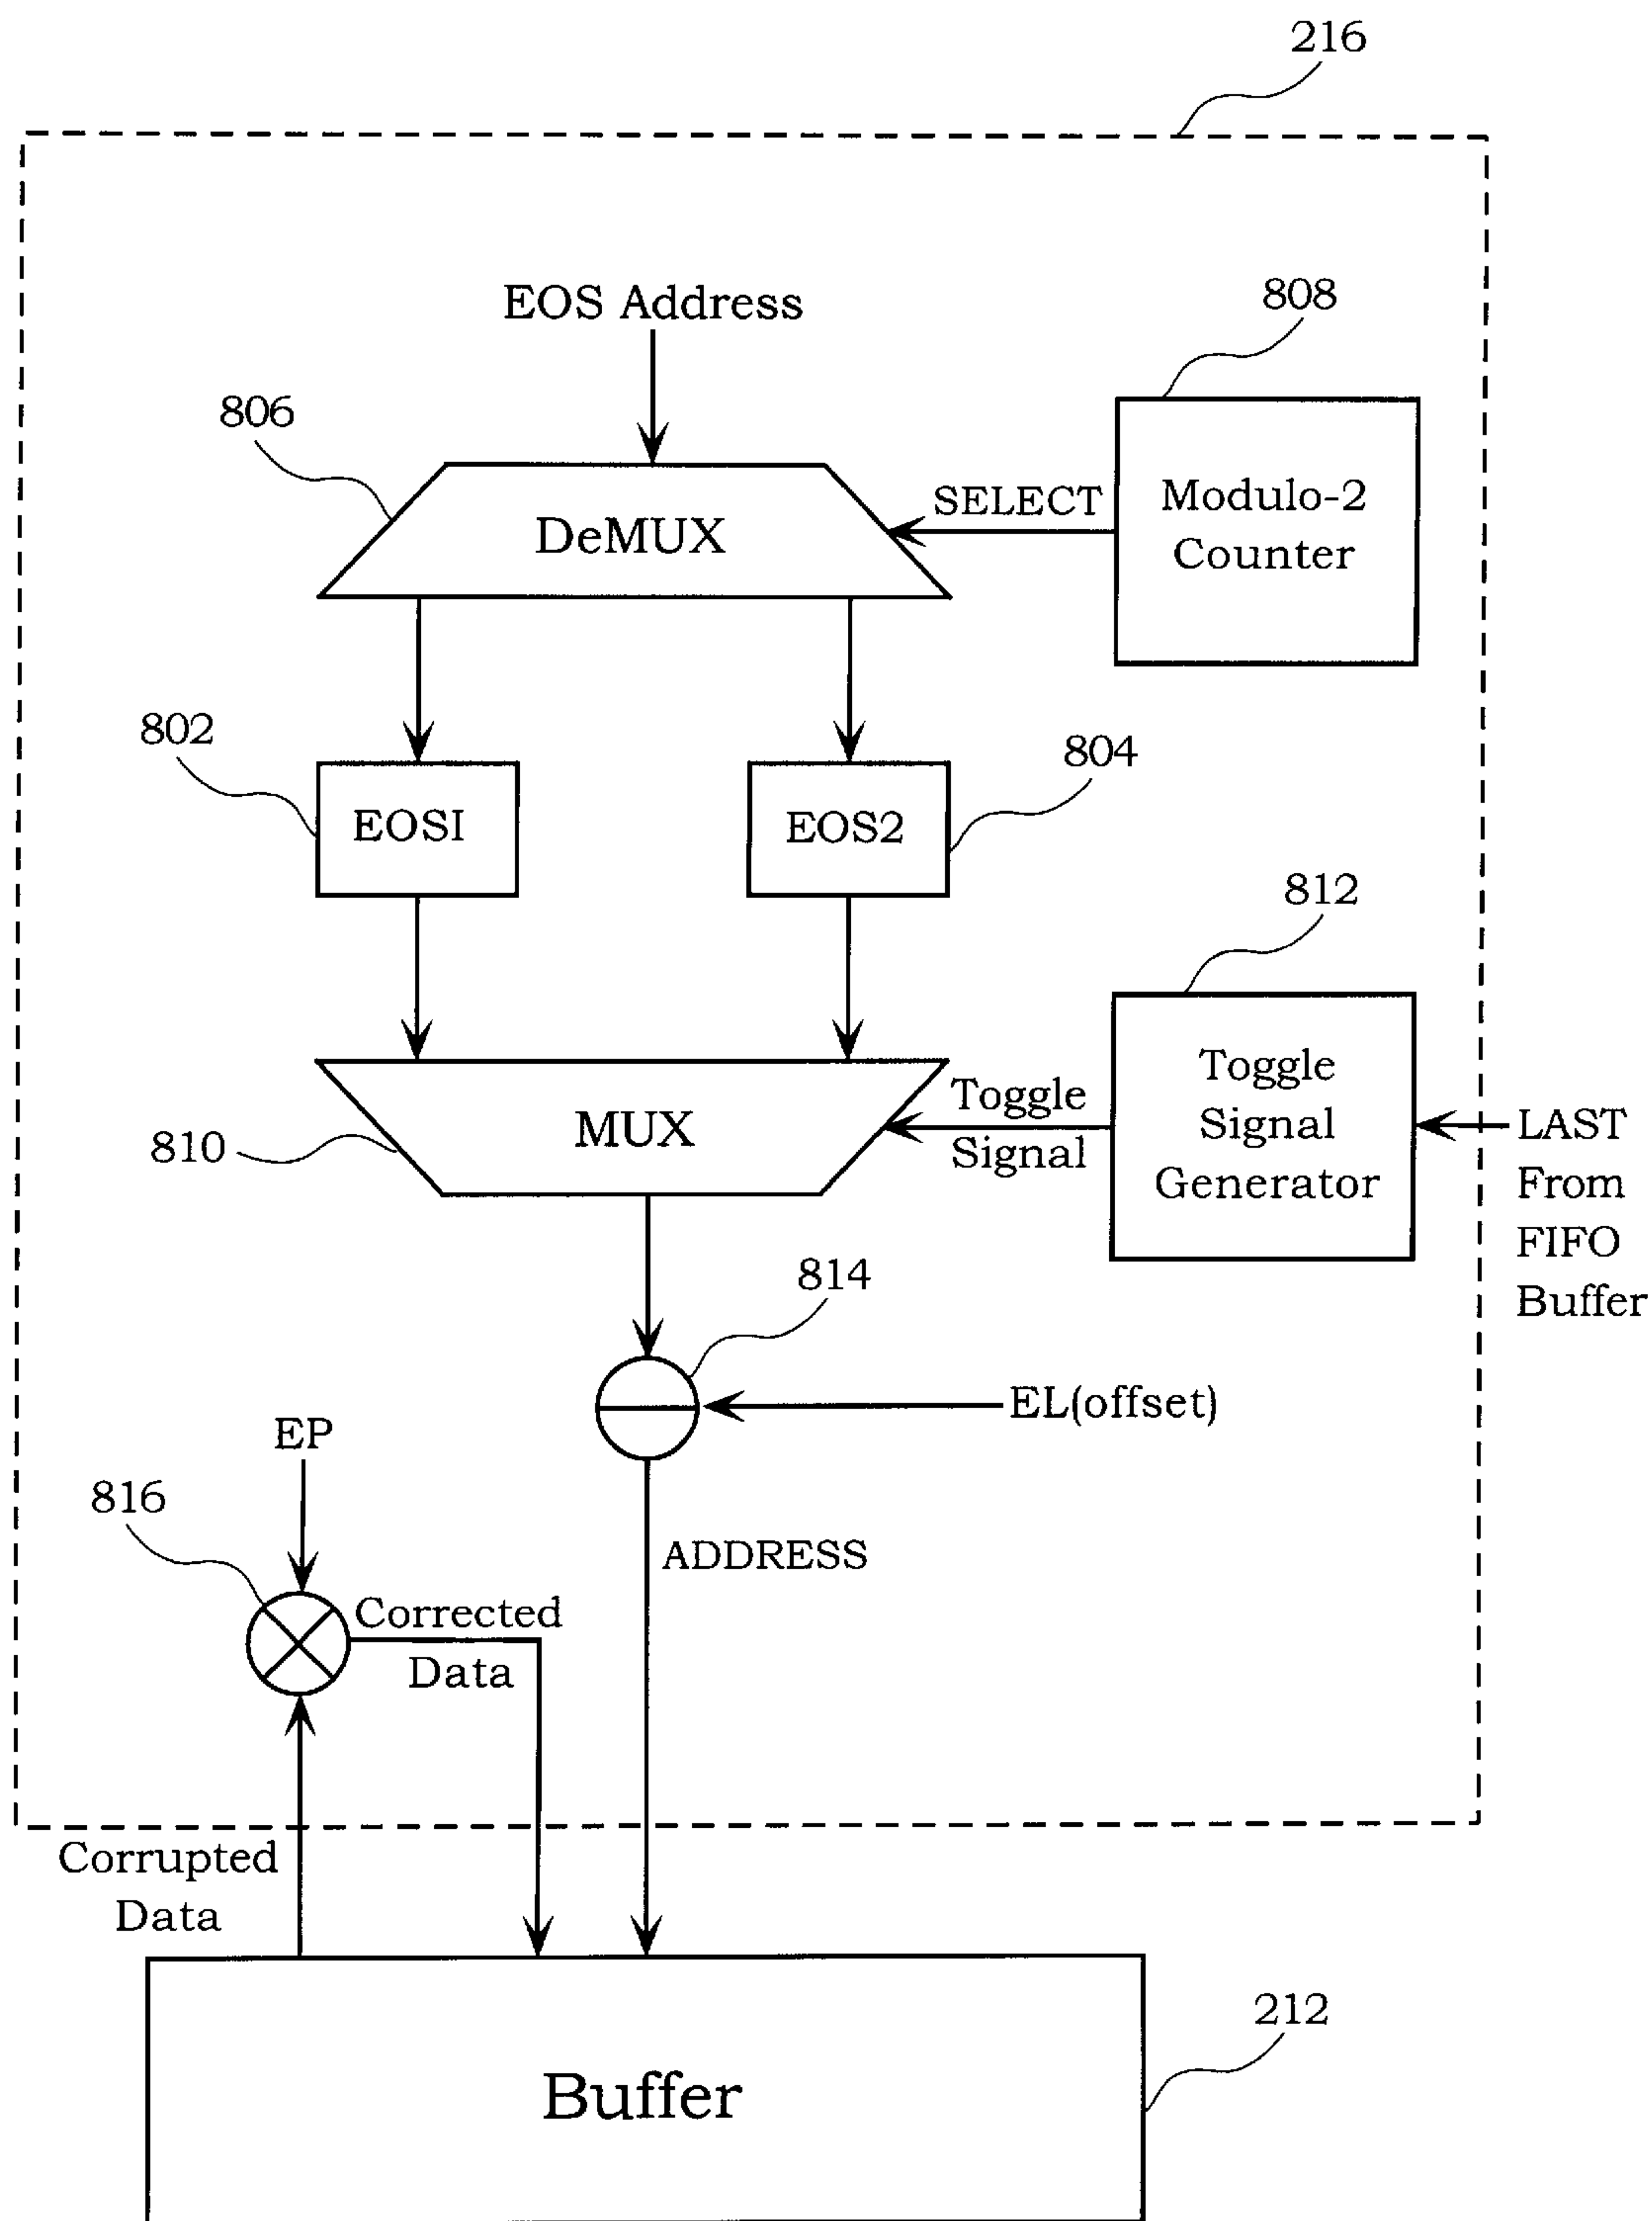 216
EOS Address
808
806
SELECT
Modulo-2
Counter
DeMUX
802
804
EOSI
EOS2
812
Toggle
Signal
Generator
Toggle
Signal
MUX
810
LAST
From
FIFO
Buffer
814
EL(offset)
EP
816
ADDRESS
Corrected
Data
Corrupted
Data
212
Buffer